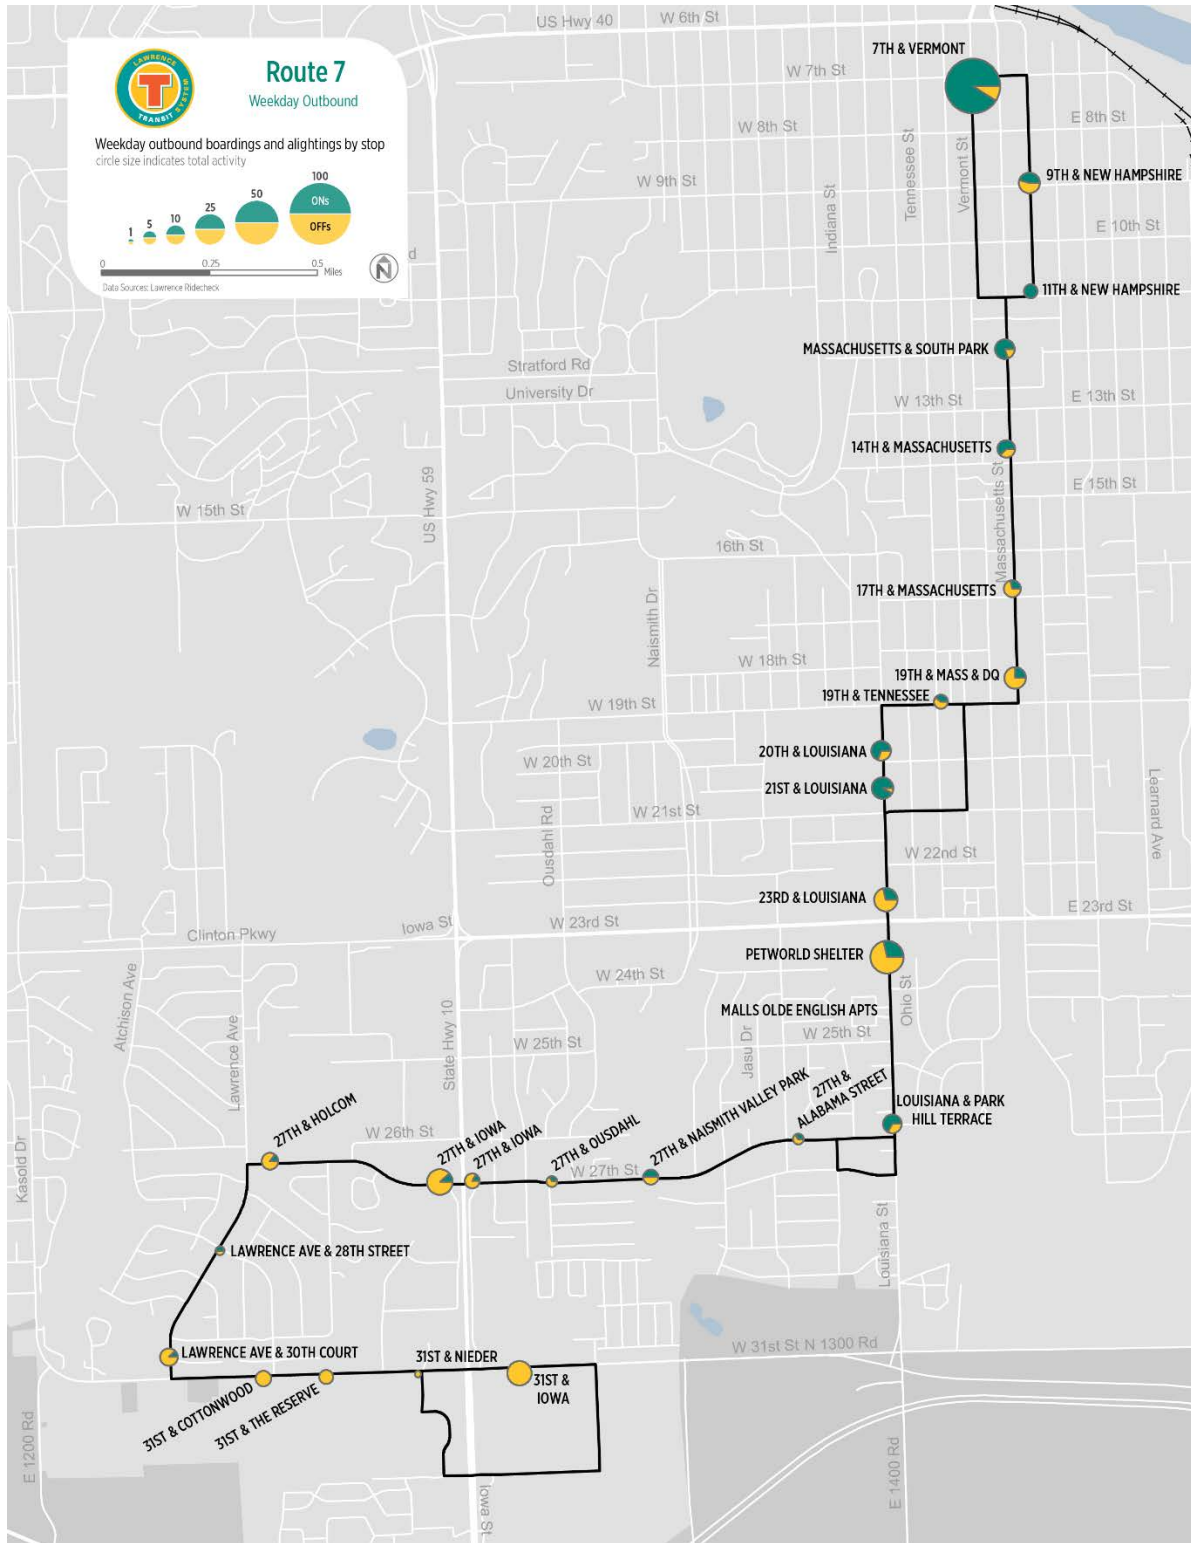 US Hwy 40
W 6th St
7TH & VERMONT
LAWRENCE
T
TRANSIT SYSTEM
Route 7
Weekday Outbound
Weekday outbound boardings and alightings by stop
circle size indicates total activity
1
5
10
25
50
100
ONs
OFFs
0
0.25
0.5
Miles
Data Sources: Lawrence Ridecheck
N
d
W 7th St
W 8th St
E 8th St
W 9th St
Indiana St
Tennessee St
Vermont St
9TH & NEW HAMPSHIRE
E 10th St
11TH & NEW HAMPSHIRE
MASSACHUSETTS & SOUTH PARK
Stratford Rd
University Dr
W 13th St
E 13th St
14TH & MASSACHUSETTS
Massachusetts St
E 15th St
US Hwy 59
W 15th St
16th St
Naismith Dr
17TH & MASSACHUSETTS
W 18th St
19TH & MASS & DQ
19TH & TENNESSEE
W 19th St
20TH & LOUISIANA
W 20th St
21ST & LOUISIANA
Learnard Ave
Ousdahl Rd
W 21st St
W 22nd St
23RD & LOUISIANA
E 23rd St
Iowa St
W 23rd St
Clinton Pkwy
PETWORLD SHELTER
W 24th St
Atchison Ave
Ohio St
MALLS OLDE ENGLISH APTS
Lawrence Ave
State Hwy 10
W 25th St
Jasu Dr
W 25th St
27TH &
ALABAMA STREET
LOUISIANA & PARK
HILL TERRACE
27TH & HOLCOM
W 26th St
27TH & IOWA
27TH & IOWA
27TH & OUSDAHL
W 27th St
27TH & NAISMITH VALLEY PARK
Kasold Dr
LAWRENCE AVE & 28TH STREET
Louisiana St
W 31st St N 1300 Rd
LAWRENCE AVE & 30TH COURT
31ST & NIEDER
31ST &
IOWA
31ST & COTTONWOOD
31ST & THE RESERVE
E 1200 Rd
Iowa St
E 1400 Rd